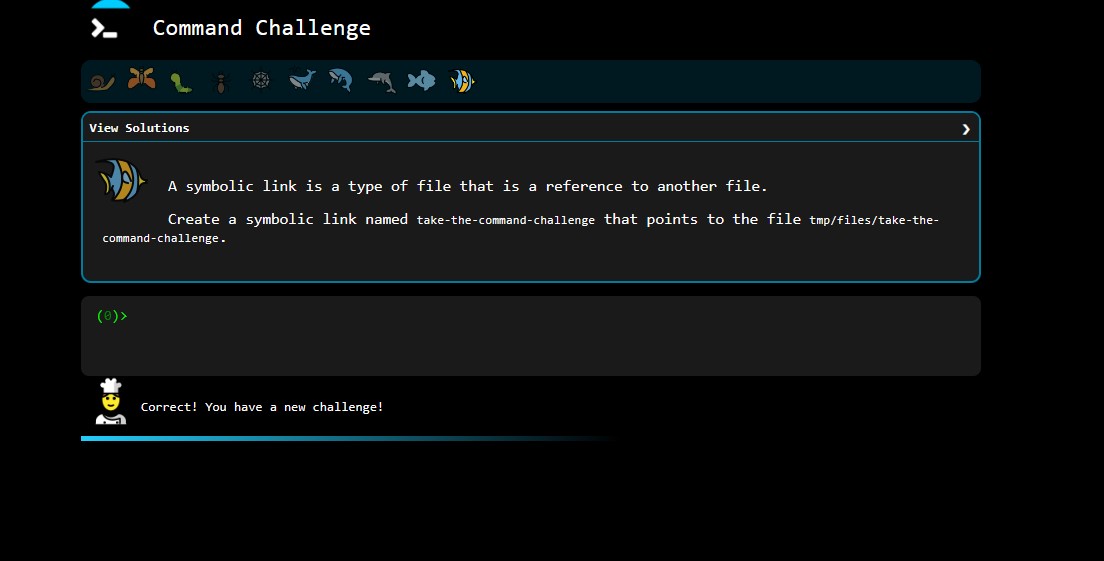 Command Challenge
View Solutions
A symbolic link is a type of file that is a reference to another file.
Create a symbolic link named take-the-command-challenge that points to the file tmp/files/take-the-
command-challenge.
(0)>
Correct! You have a new challenge!